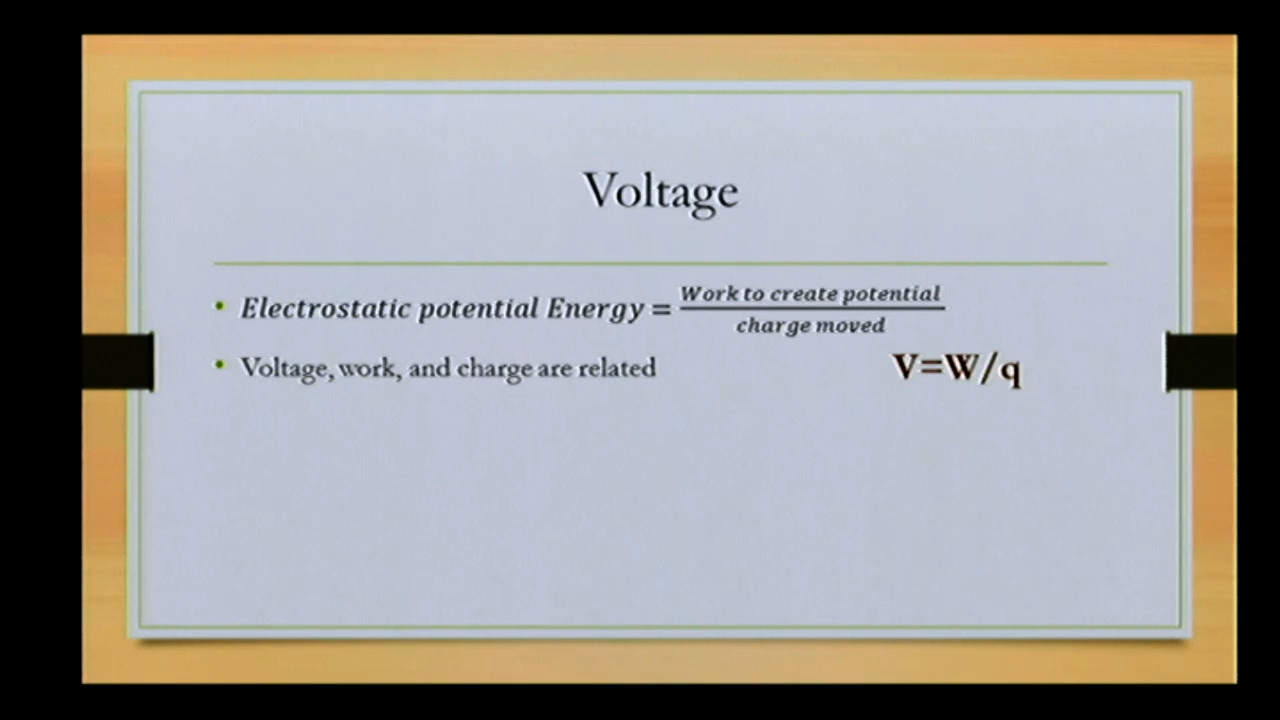 Voltage
• Electrostatic potential Energy = Work to create potential / charge moved
• Voltage, work, and charge are related V=W/q